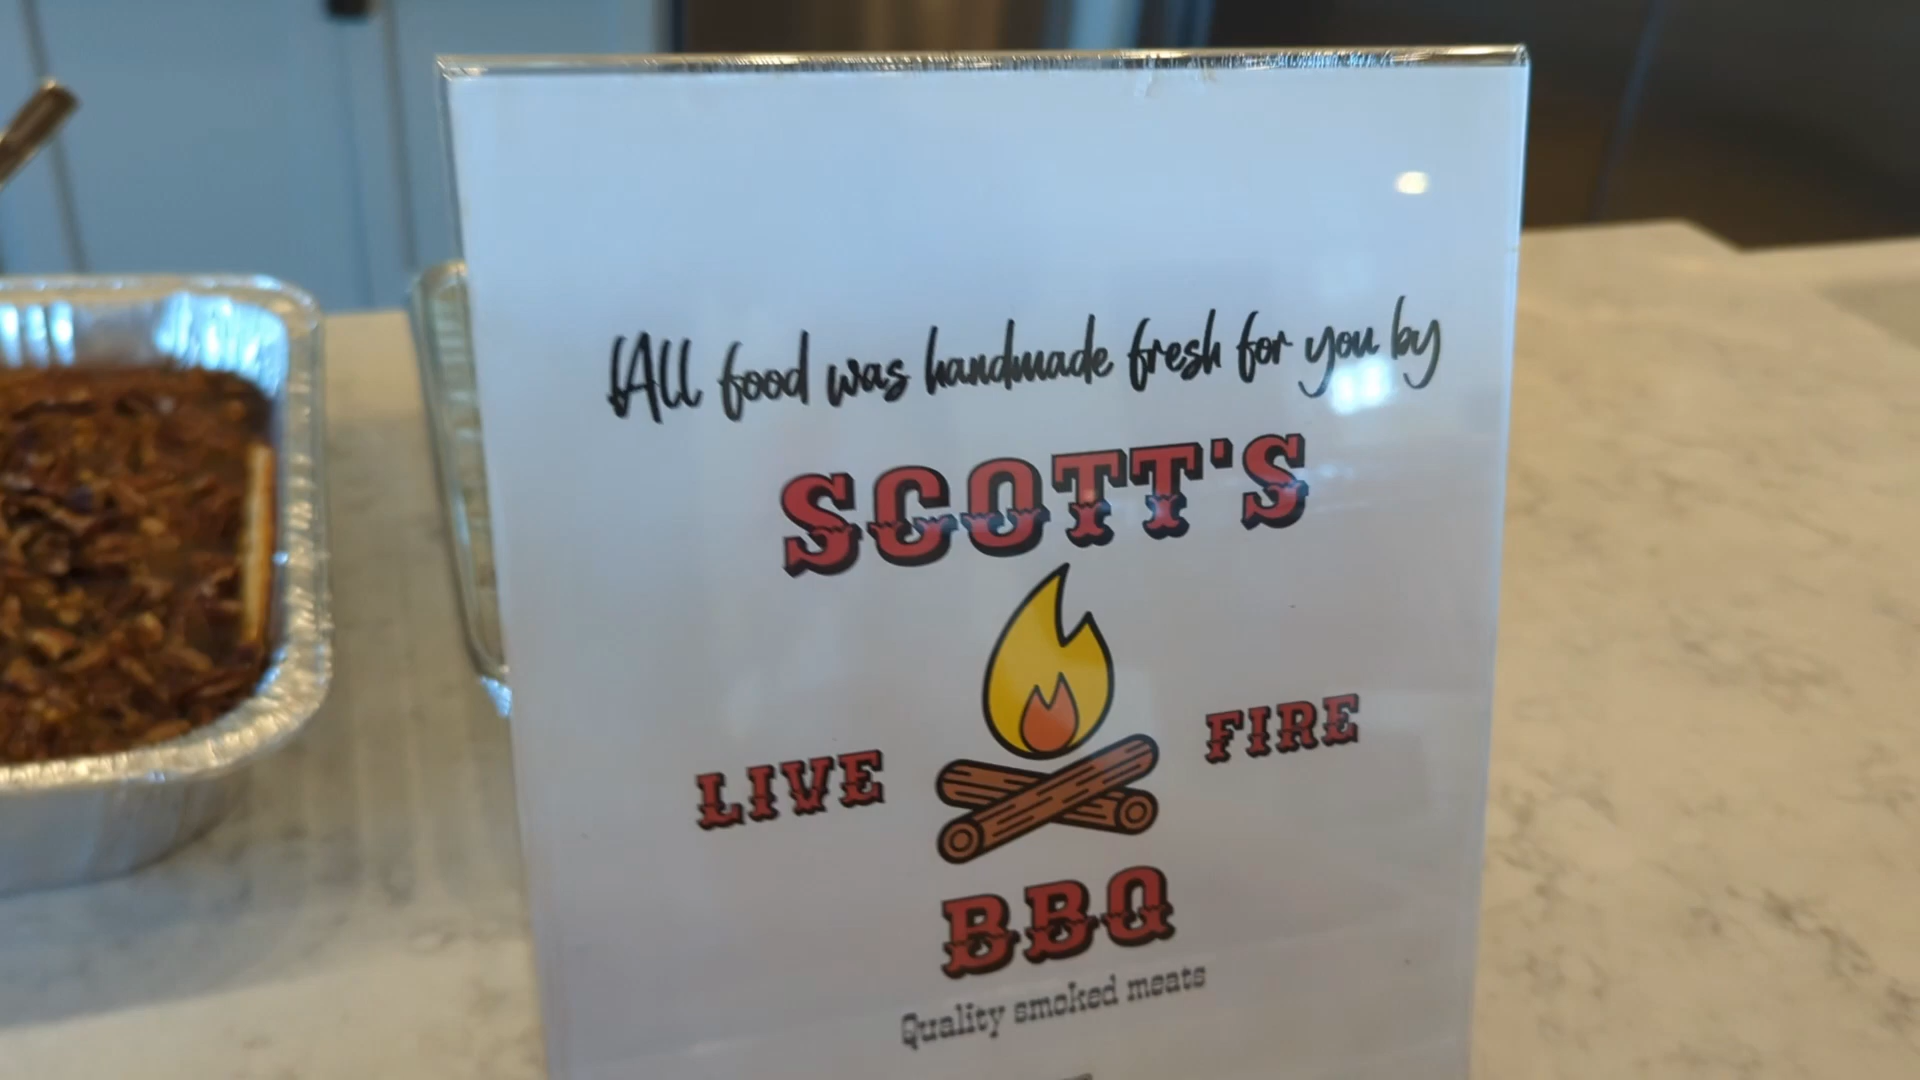 All food was handmade fresh for you by
SCOTT'S
LIVE FIRE
BBQ
Quality smoked meats